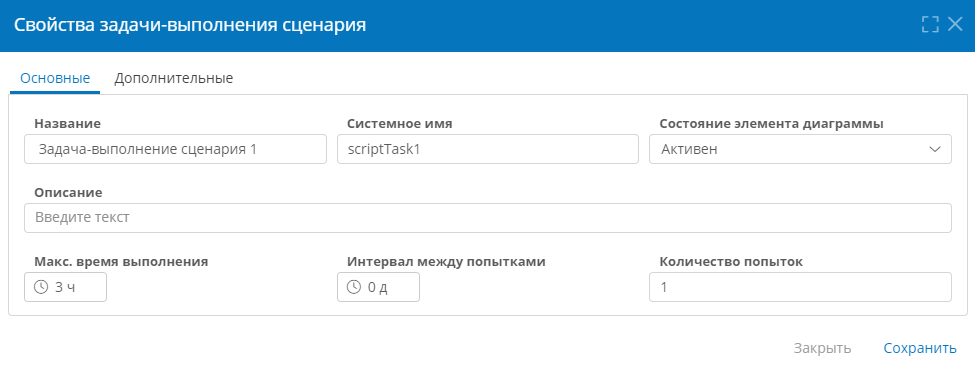 Свойства задачи-выполнения сценария
Основные Дополнительные
Название Системное имя Состояние элемента диаграммы
Задача-выполнение сценария 1 scriptTask1 Активен
Описание
Введите текст
Макс. время выполнения Интервал между попытками Количество попыток
3 ч 0 д 1
Закрыть Сохранить